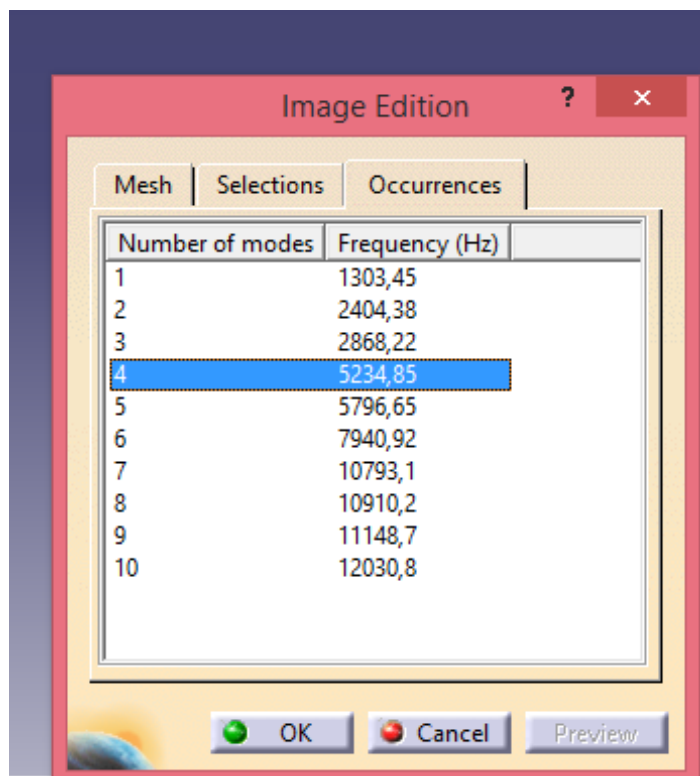 Image Edition ? ×
Mesh Selections Occurrences
Number of modes Frequency (Hz)
1 1303,45
2 2404,38
3 2868,22
4 5234,85
5 5796,65
6 7940,92
7 10793,1
8 10910,2
9 11148,7
10 12030,8
OK Cancel Preview